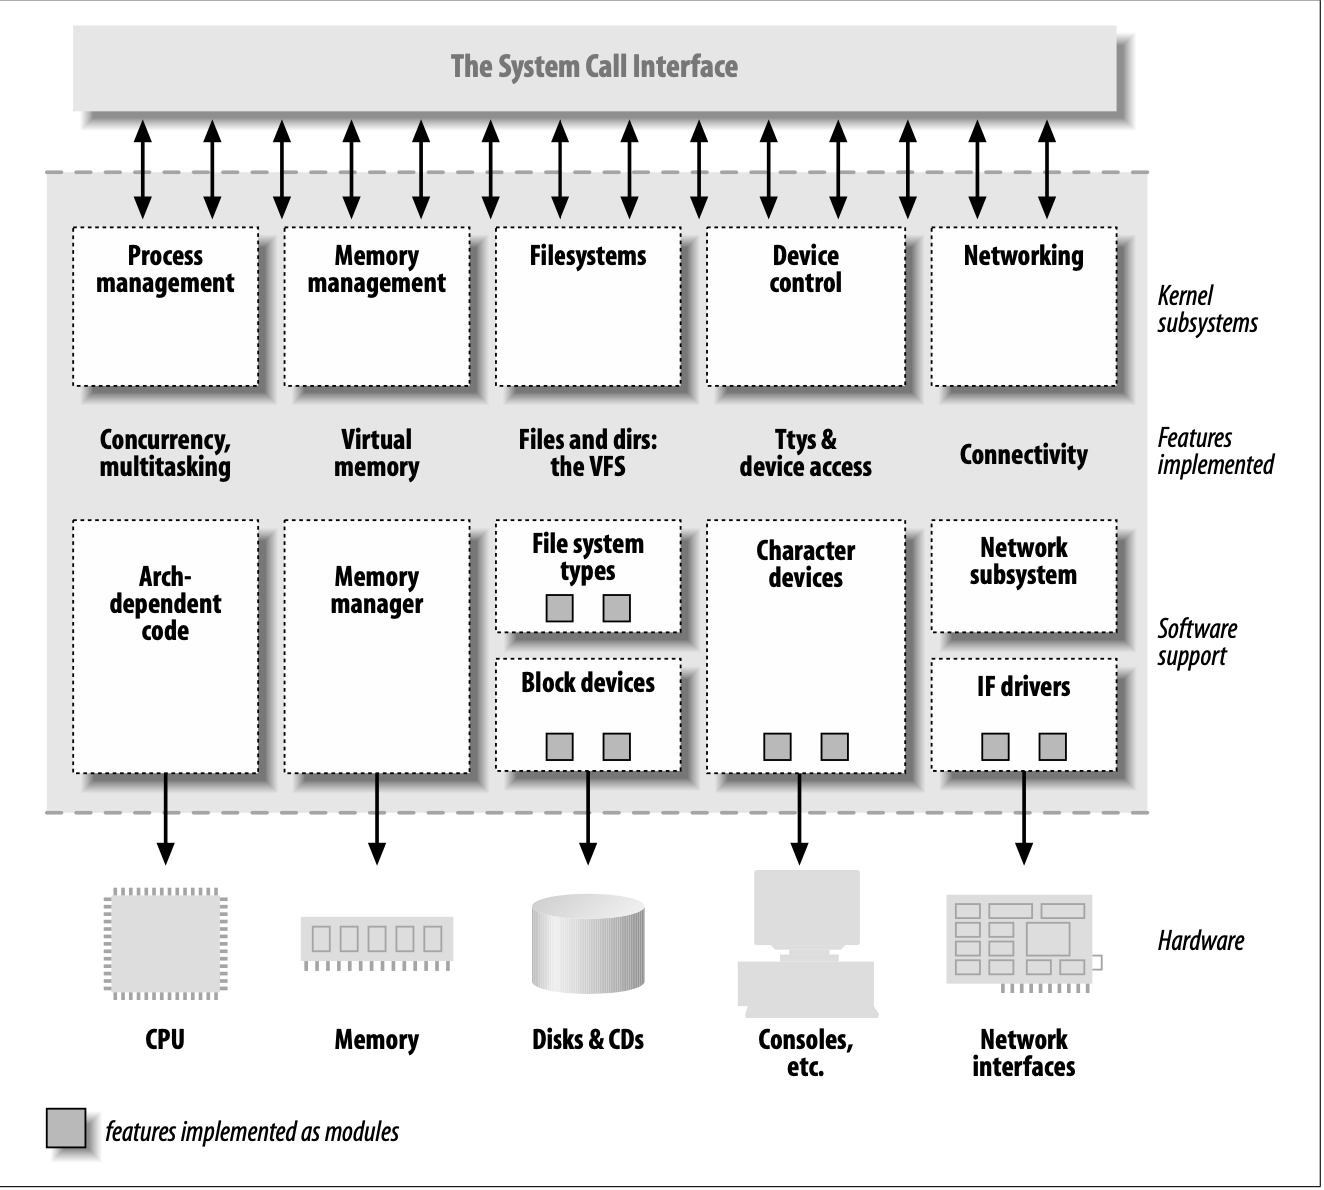 The System Call Interface
Process
management
Memory
management
Filesystems
Device
control
Networking
Kernel
subsystems
Concurrency,
multitasking
Virtual
memory
Files and dirs:
the VFS
Ttys &
device access
Connectivity
Features
implemented
Arch-
dependent
code
Memory
manager
File system
types
Block devices
Character
devices
Network
subsystem
IF drivers
Software
support
Hardware
CPU
Memory
Disks & CDs
Consoles,
etc.
Network
interfaces
features implemented as modules